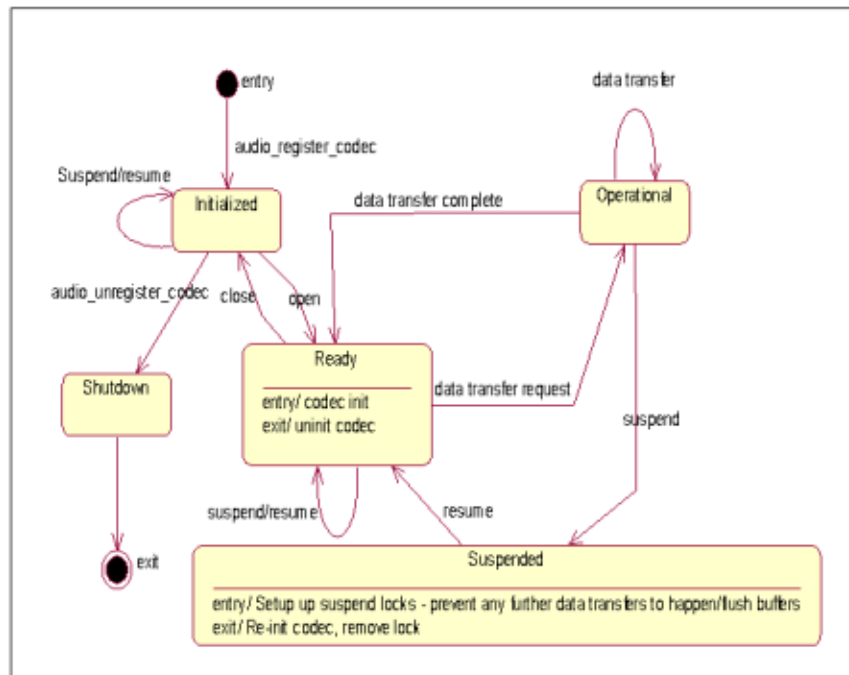 entry
data transfer
audio_register_codec
Suspend/resume
Initialized
Operational
data transfer complete
audio_unregister_codec
close
open
Ready
Shutdown
entry/ codec init
exit/ uninit codec
data transfer request
suspend
suspend/resume
resume
exit
Suspended
entry/ Setup up suspend locks - prevent any further data transfers to happen/flush buffers
exit/ Re-init codec, remove lock